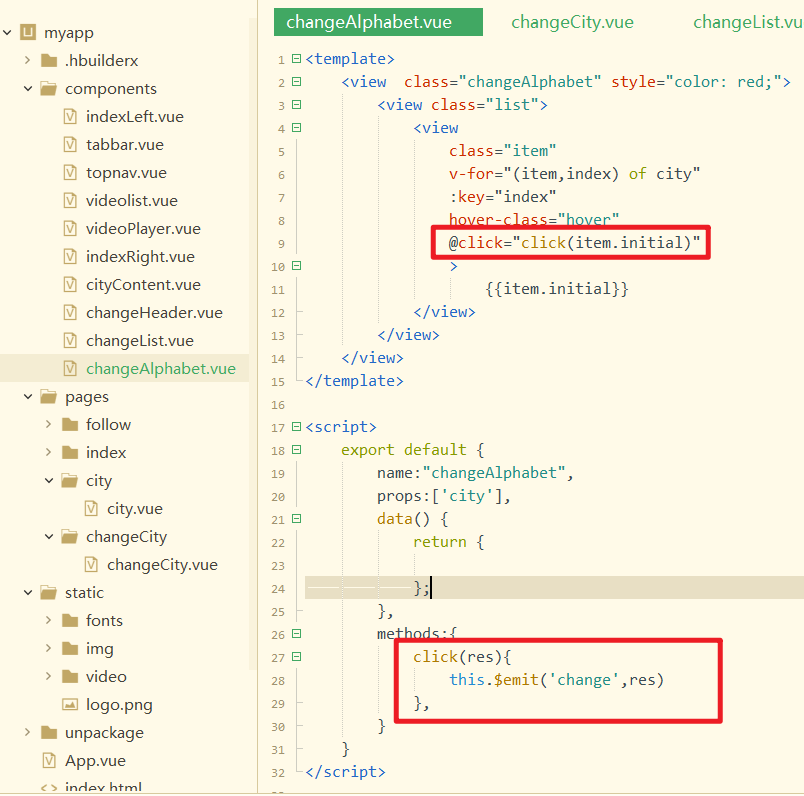 myapp
.hbuilderx
components
indexLeft.vue
tabbar.vue
topnav.vue
videolist.vue
videoPlayer.vue
indexRight.vue
cityContent.vue
changeHeader.vue
changeList.vue
changeAlphabet.vue
pages
follow
index
city
city.vue
changeCity
changeCity.vue
static
fonts
img
video
logo.png
unpackage
App.vue
index.html
changeAlphabet.vue changeCity.vue changeList.vu
1 <template>
2 <view  class="changeAlphabet" style="color: red;">
3 <view class="list">
4 <view
5 class="item"
6 v-for="(item,index) of city"
7 :key="index"
8 hover-class="hover"
9 @click="click(item.initial)"
10 >
11 {{item.initial}}
12 </view>
13 </view>
14 </view>
15 </template>
16
17 <script>
18 export default {
19 name:"changeAlphabet",
20 props:['city'],
21 data() {
22 return {
23
24 };
25 },
26 methods:{
27 click(res){
28 this.$emit('change',res)
29 },
30 }
31 }
32 </script>